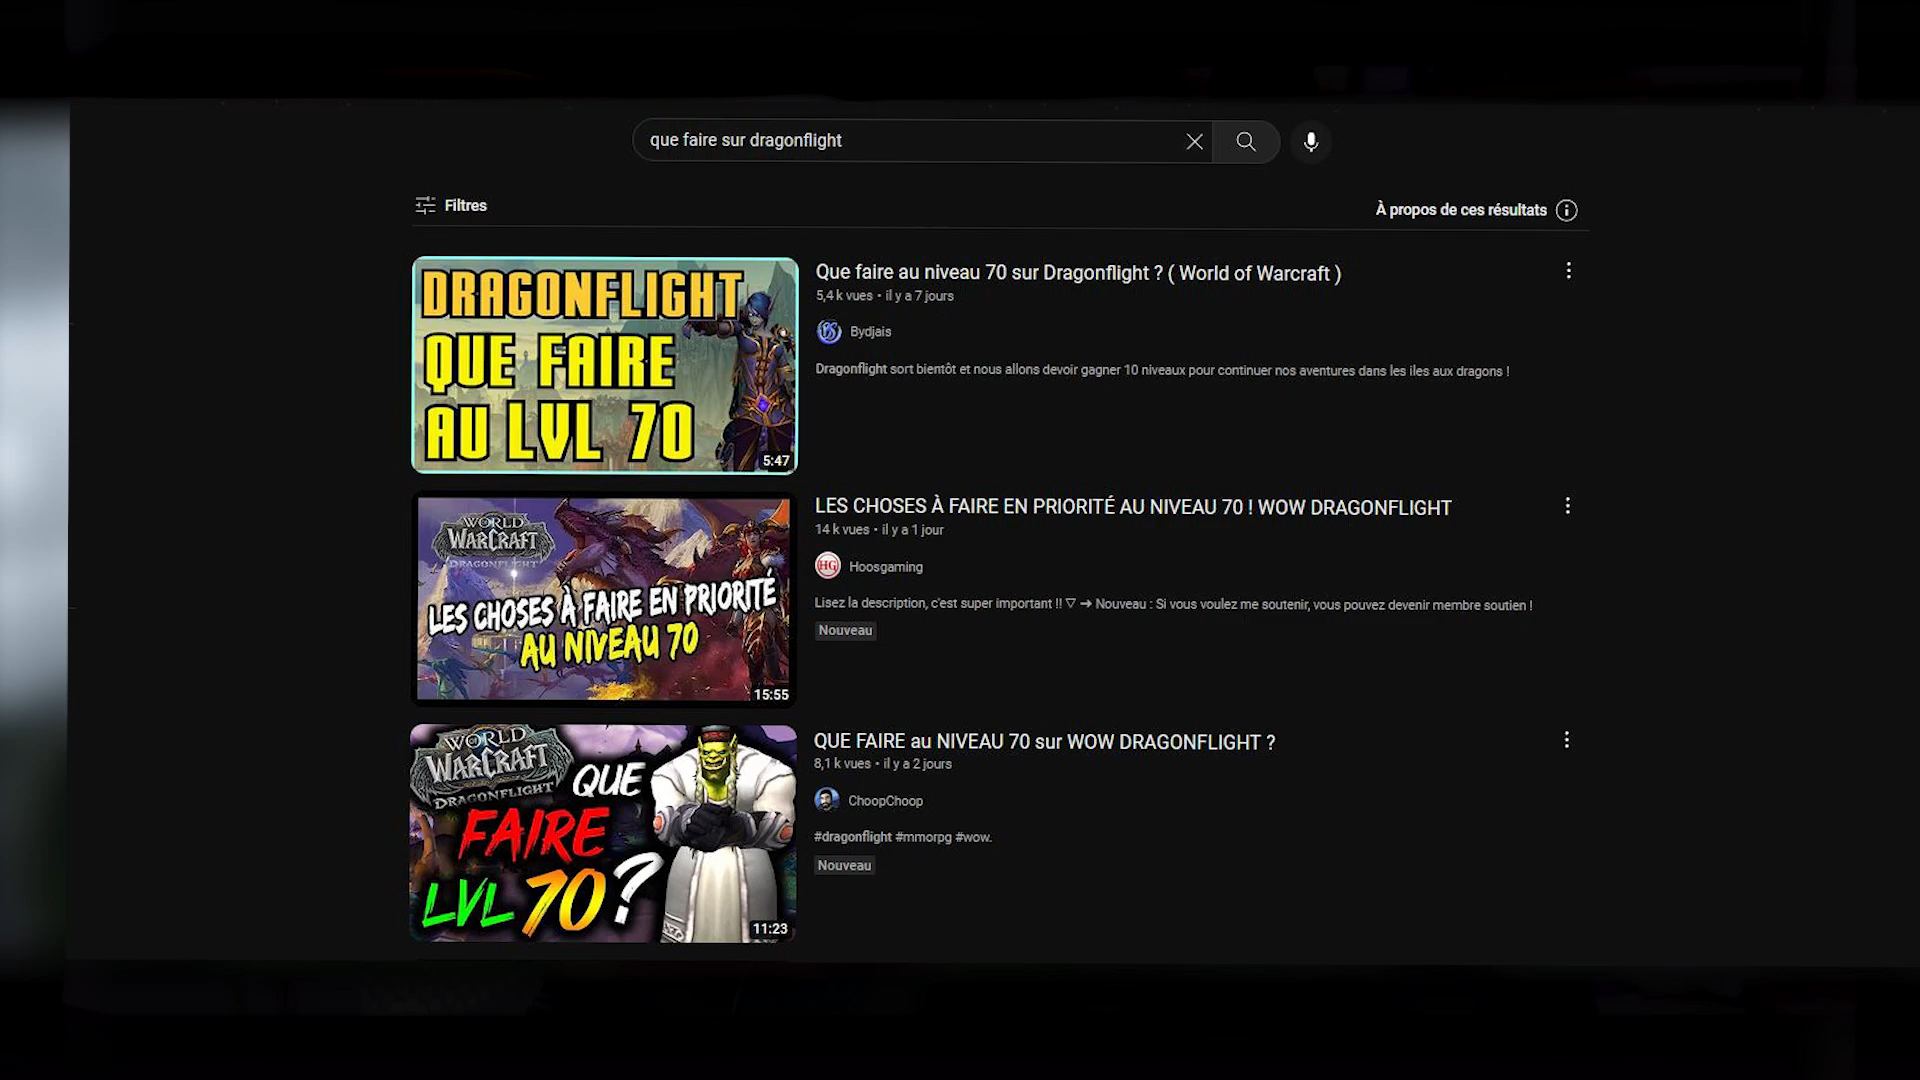 que faire sur dragonflight
Filtres
À propos de ces résultats
DRAGONFLIGHT
QUE FAIRE
AU LVL 70
5:47
Que faire au niveau 70 sur Dragonflight ? ( World of Warcraft )
5,4 k vues • il y a 7 jours
Bydjais
Dragonflight sort bientôt et nous allons devoir gagner 10 niveaux pour continuer nos aventures dans les iles aux dragons !
WORLD
WARCRAFT
DRAGONFLIGHT
LES CHOSES À FAIRE EN PRIORITÉ
AU NIVEAU 70
15:55
LES CHOSES À FAIRE EN PRIORITÉ AU NIVEAU 70 ! WOW DRAGONFLIGHT
14 k vues • il y a 1 jour
HG
Hoosgaming
Lisez la description, c'est super important !! ▽ ➔ Nouveau : Si vous voulez me soutenir, vous pouvez devenir membre soutien !
Nouveau
WORLD
WARCRAFT
DRAGONFLIGHT
QUE
FAIRE
LVL 70 ?
11:23
QUE FAIRE au NIVEAU 70 sur WOW DRAGONFLIGHT ?
8,1 k vues • il y a 2 jours
ChoopChoop
#dragonflight #mmorpg #wow.
Nouveau